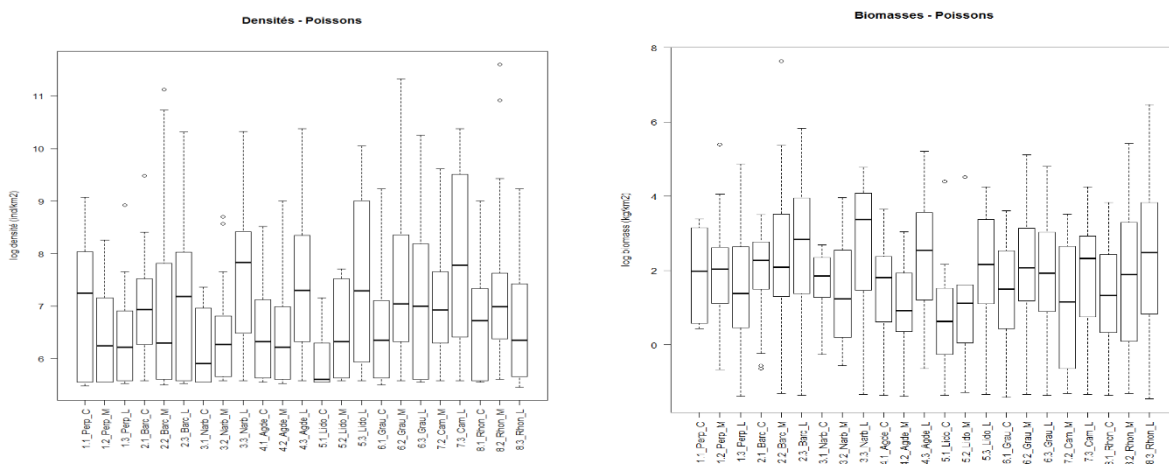 Densités - Poissons
log densité (ind/km2)
11
10
9
8
7
6
1.1_Perp_C
1.2_Perp_M
1.3_Perp_L
2.1_Barc_C
2.2_Barc_M
2.3_Barc_L
3.1_Narb_C
3.2_Narb_M
3.3_Narb_L
4.1_Agde_C
4.2_Agde_M
4.3_Agde_L
5.1_Lido_C
5.2_Lido_M
5.3_Lido_L
6.1_Grau_C
6.2_Grau_M
6.3_Grau_L
7.2_Cam_M
7.3_Cam_L
8.1_Rhon_C
8.2_Rhon_M
8.3_Rhon_L
Biomasses - Poissons
log biomass (kg/km2)
8
6
4
2
0
1.1_Perp_C
1.2_Perp_M
1.3_Perp_L
2.1_Barc_C
2.2_Barc_M
2.3_Barc_L
3.1_Narb_C
3.2_Narb_M
3.3_Narb_L
4.1_Agde_C
4.2_Agde_M
4.3_Agde_L
5.1_Lido_C
5.2_Lido_M
5.3_Lido_L
6.1_Grau_C
6.2_Grau_M
6.3_Grau_L
7.2_Cam_M
7.3_Cam_L
8.1_Rhon_C
8.2_Rhon_M
8.3_Rhon_L